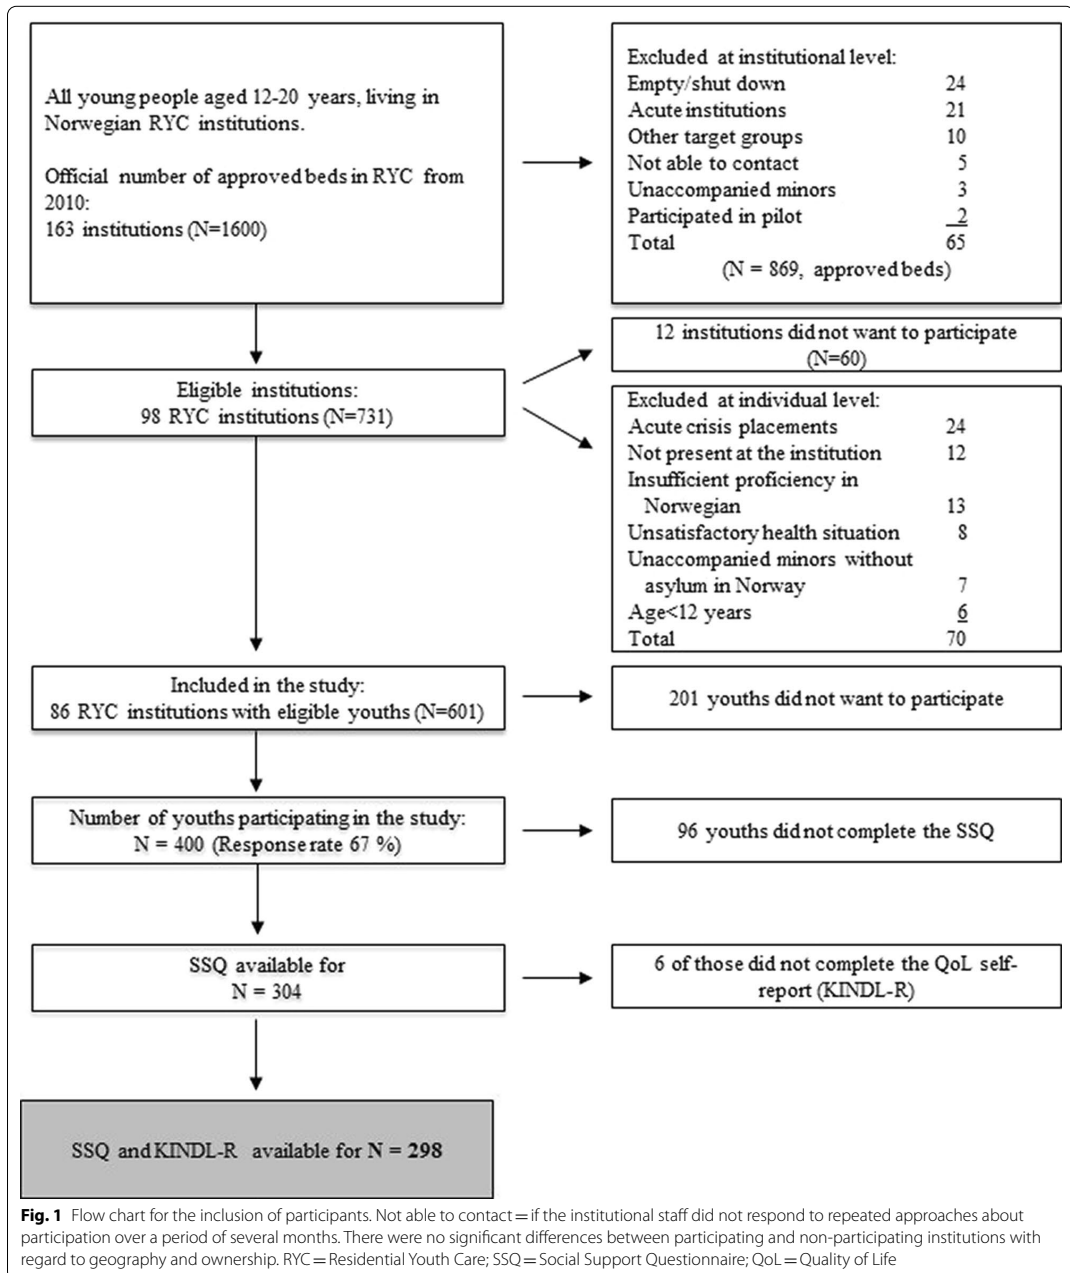 All young people aged 12-20 years, living in
Norwegian RYC institutions.
Official number of approved beds in RYC from
2010:
163 institutions (N=1600)
Excluded at institutional level:
Empty/shut down 24
Acute institutions 21
Other target groups 10
Not able to contact 5
Unaccompanied minors 3
Participated in pilot 2
Total 65
(N = 869, approved beds)
12 institutions did not want to participate
(N=60)
Eligible institutions:
98 RYC institutions (N=731)
Excluded at individual level:
Acute crisis placements 24
Not present at the institution 12
Insufficient proficiency in
Norwegian 13
Unsatisfactory health situation 8
Unaccompanied minors without
asylum in Norway 7
Age<12 years 6
Total 70
Included in the study:
86 RYC institutions with eligible youths (N=601)
201 youths did not want to participate
Number of youths participating in the study:
N = 400 (Response rate 67 %)
96 youths did not complete the SSQ
SSQ available for
N = 304
6 of those did not complete the QoL self-
report (KINDL-R)
SSQ and KINDL-R available for N = 298
Fig. 1 Flow chart for the inclusion of participants. Not able to contact = if the institutional staff did not respond to repeated approaches about
participation over a period of several months. There were no significant differences between participating and non-participating institutions with
regard to geography and ownership. RYC = Residential Youth Care; SSQ = Social Support Questionnaire; QoL = Quality of Life